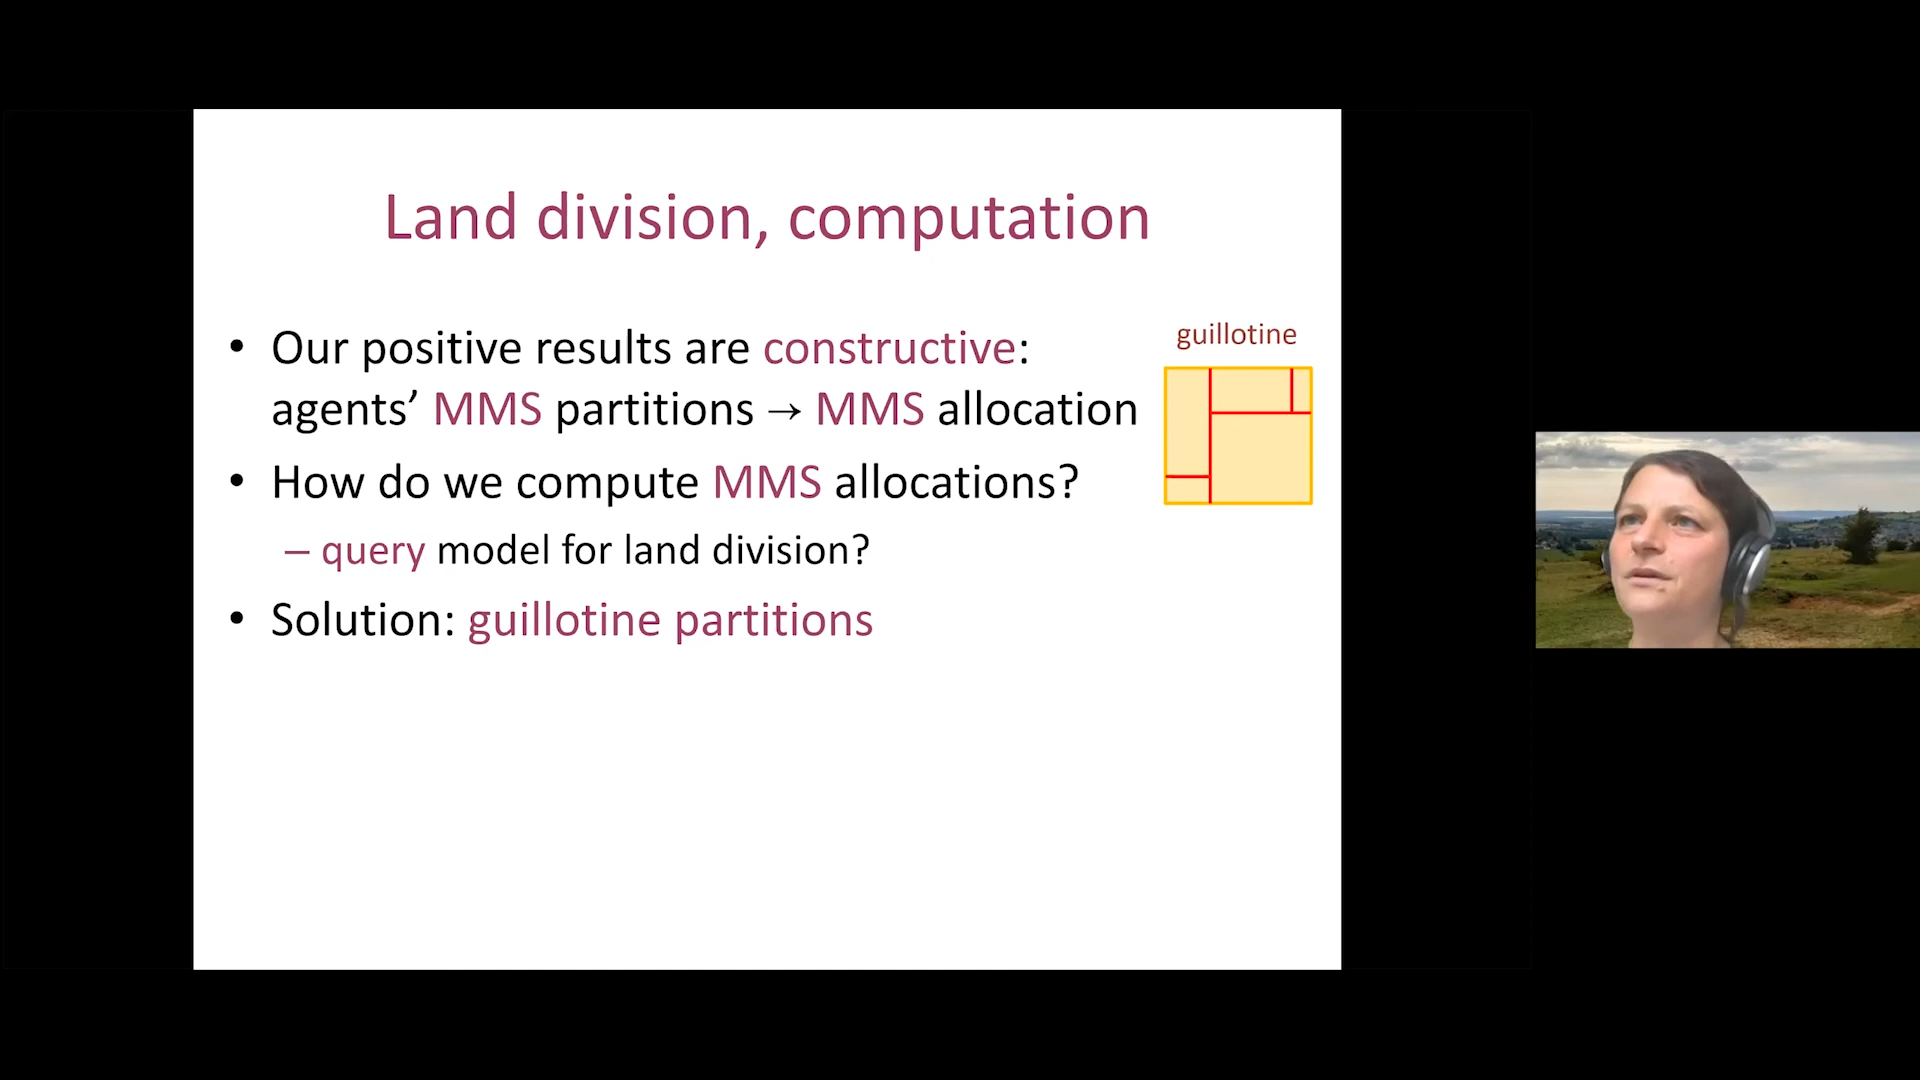 Land division, computation
• Our positive results are constructive:
agents’ MMS partitions → MMS allocation
• How do we compute MMS allocations?
– query model for land division?
• Solution: guillotine partitions
guillotine